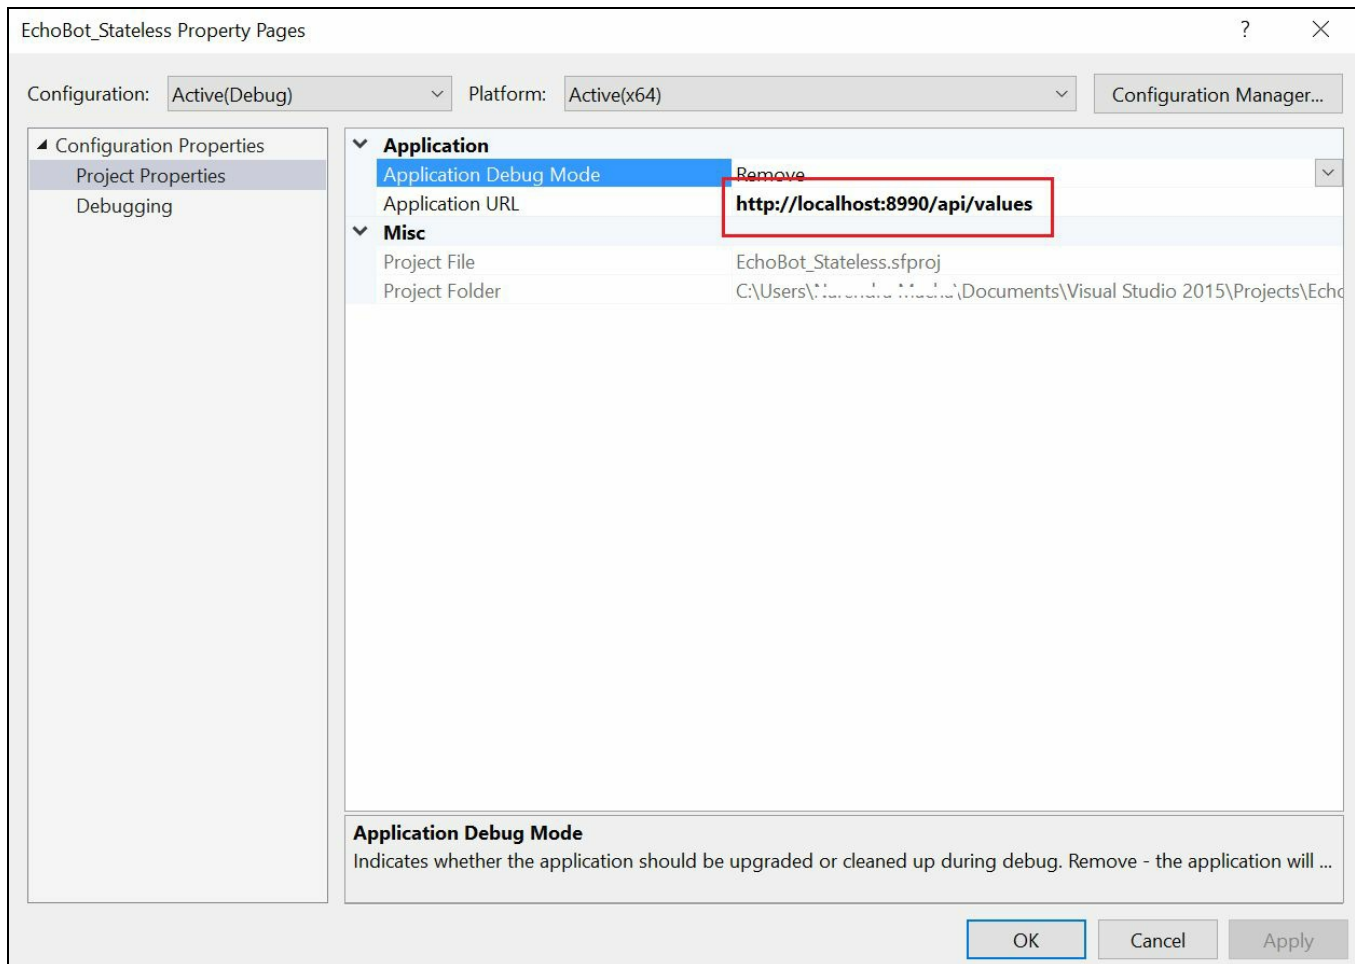 EchoBot_Stateless Property Pages
?
Configuration: Active(Debug) Platform: Active(x64) Configuration Manager...
Configuration Properties
Project Properties
Debugging
Application
Application Debug Mode Remove
Application URL http://localhost:8990/api/values
Misc
Project File EchoBot_Stateless.sfproj
Project Folder C:\Users\ \Documents\Visual Studio 2015\Projects\Echo
Application Debug Mode
Indicates whether the application should be upgraded or cleaned up during debug. Remove - the application will ...
OK Cancel Apply